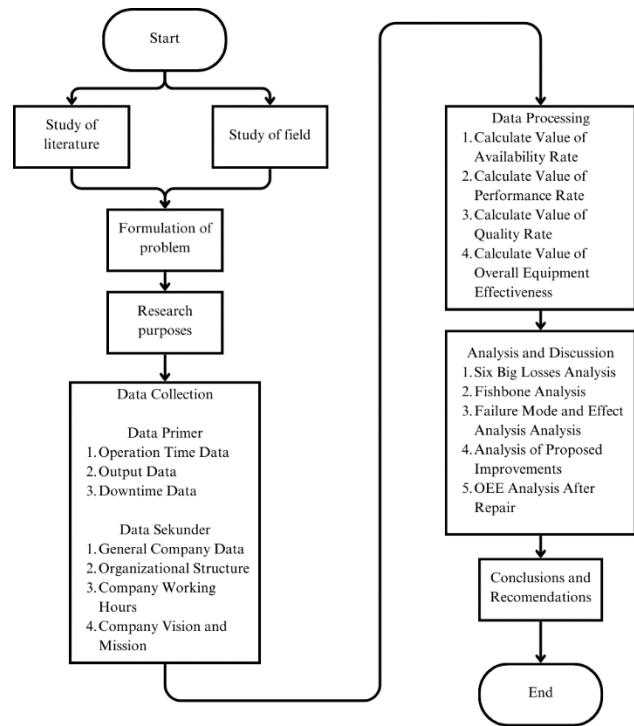 Start
Study of
literature
Study of field
Formulation of
problem
Research
purposes
Data Collection
Data Primer
1. Operation Time Data
2. Output Data
3. Downtime Data
Data Sekunder
1. General Company Data
2. Organizational Structure
3. Company Working
Hours
4. Company Vision and
Mission
Data Processing
1. Calculate Value of
Availability Rate
2. Calculate Value of
Performance Rate
3. Calculate Value of
Quality Rate
4. Calculate Value of
Overall Equipment
Effectiveness
Analysis and Discussion
1. Six Big Losses Analysis
2. Fishbone Analysis
3. Failure Mode and Effect
Analysis Analysis
4. Analysis of Proposed
Improvements
5. OEE Analysis After
Repair
Conclusions and
Recomendations
End